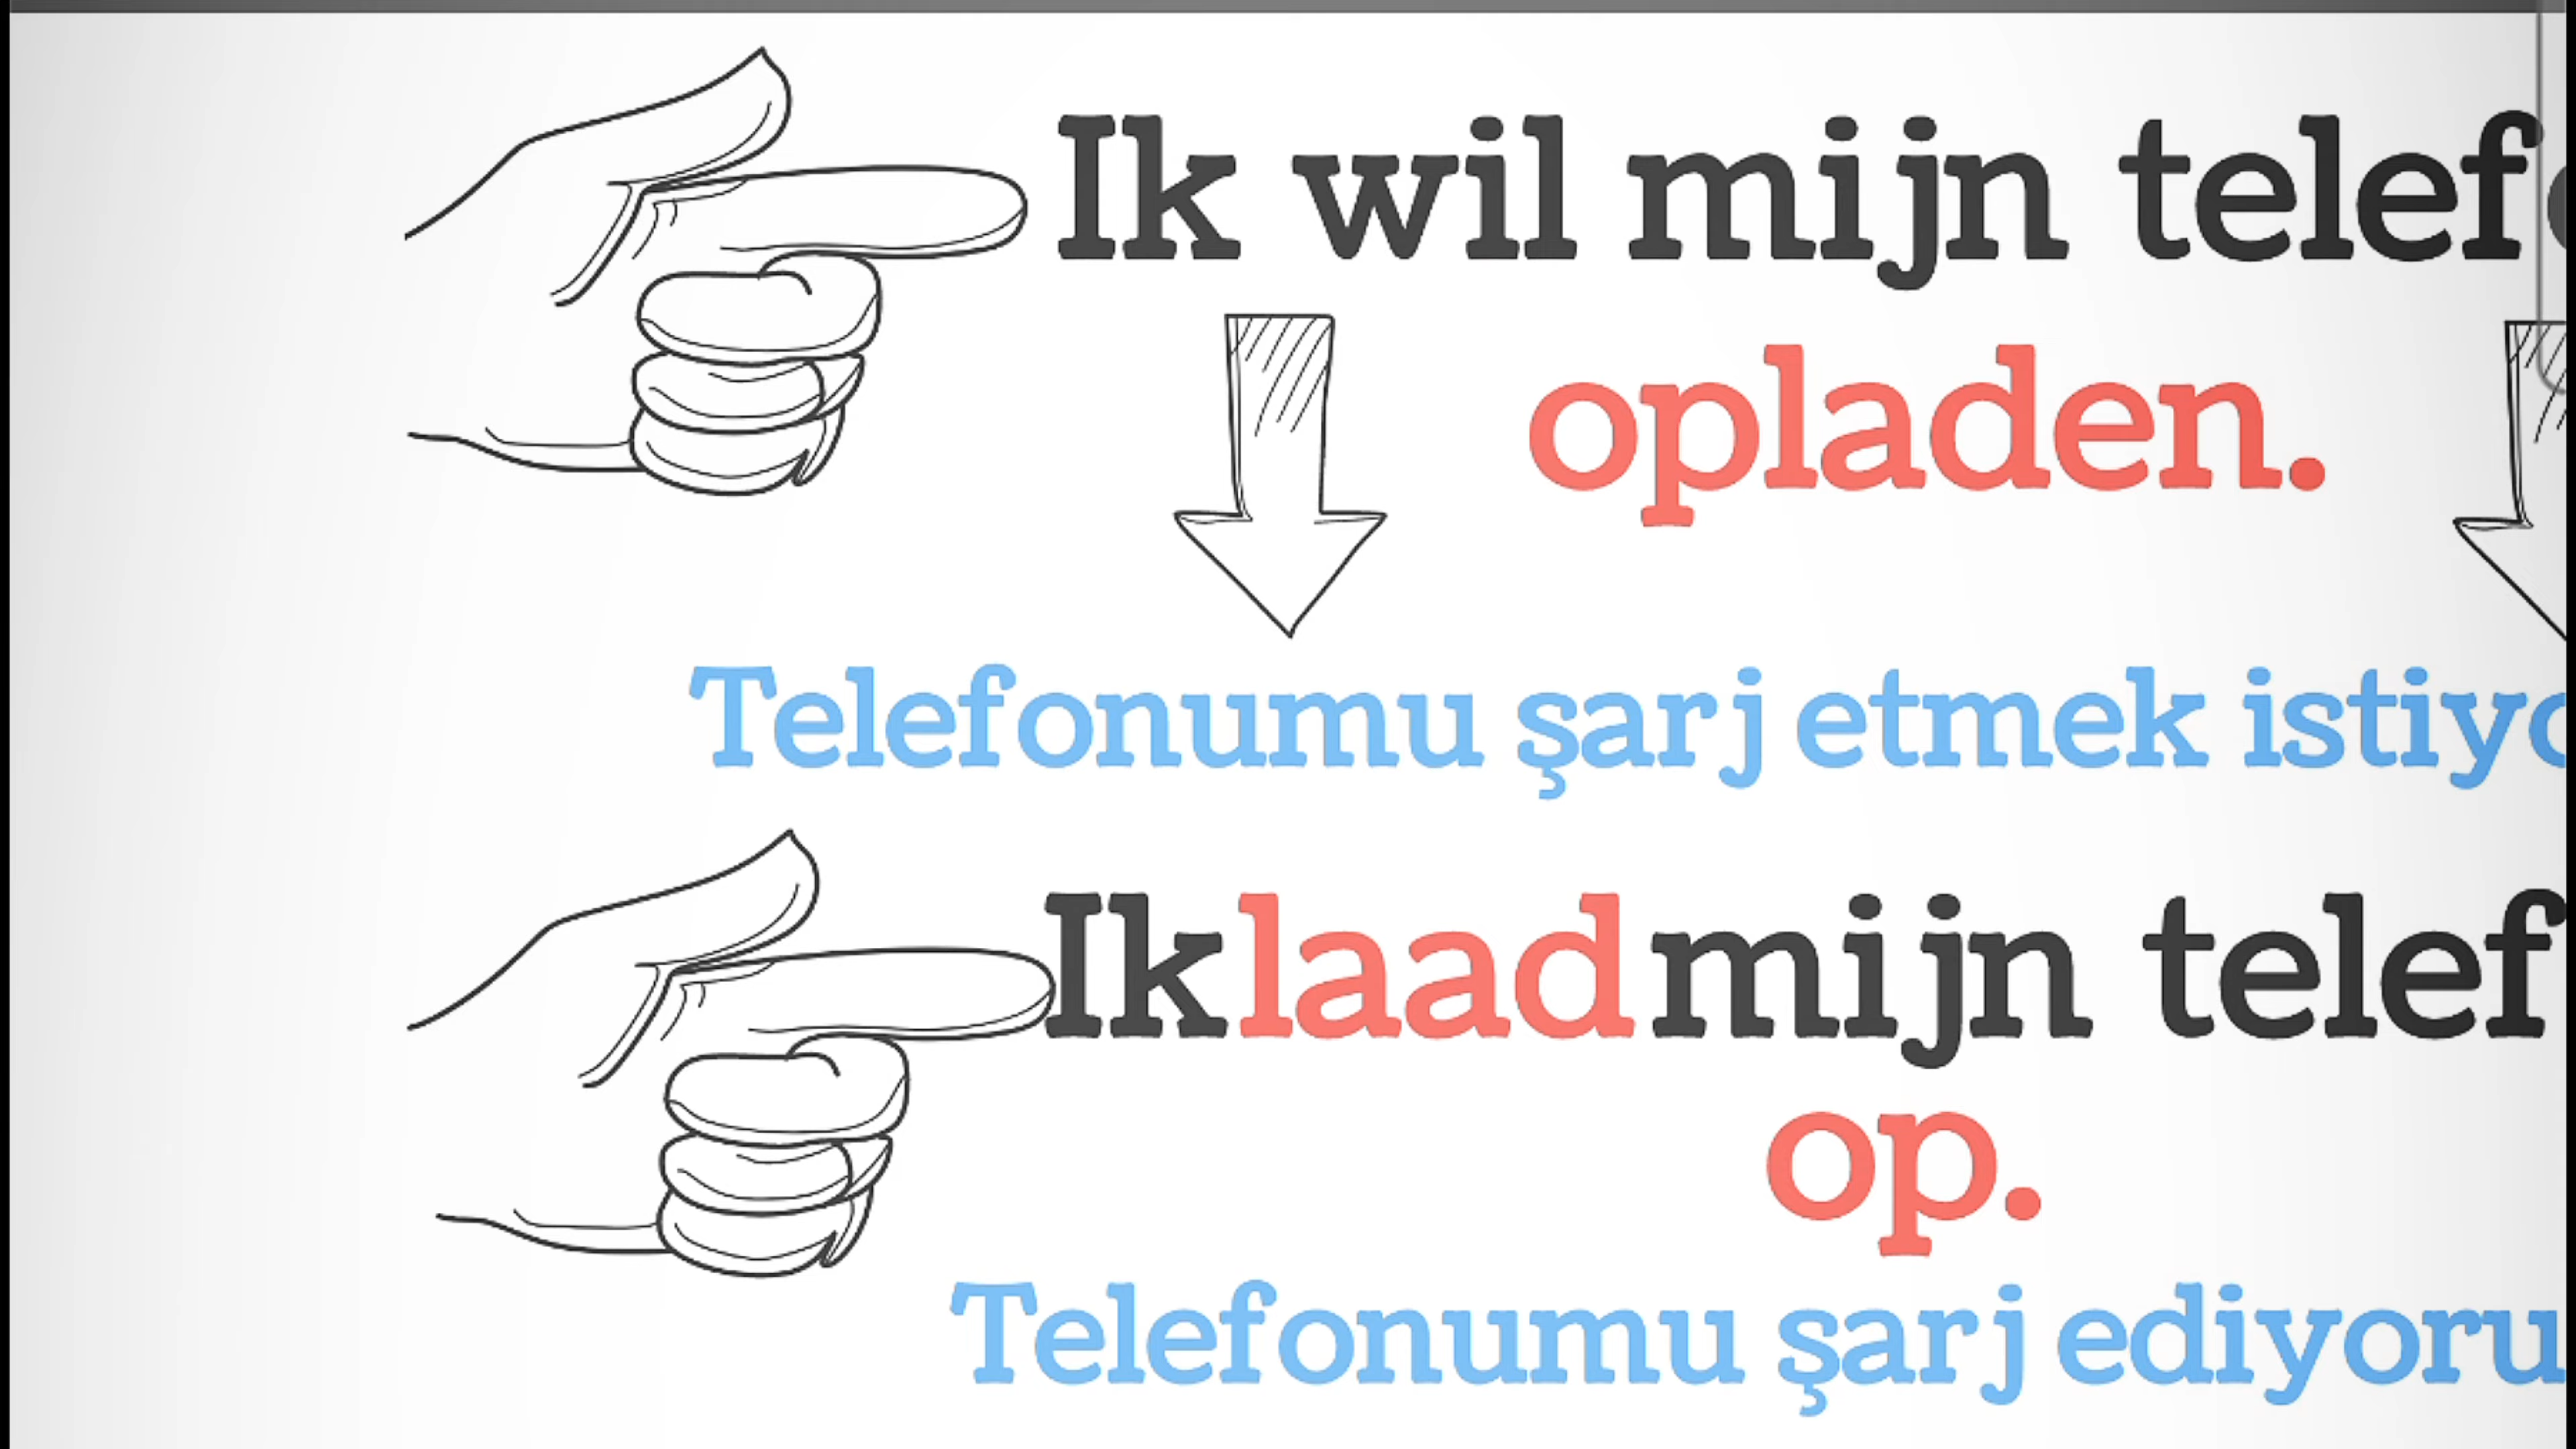 Ik wil mijn telef
opladen.
Telefonumu şarj etmek istiy
Ik laad mijn telef
op.
Telefonumu şarj ediyoru